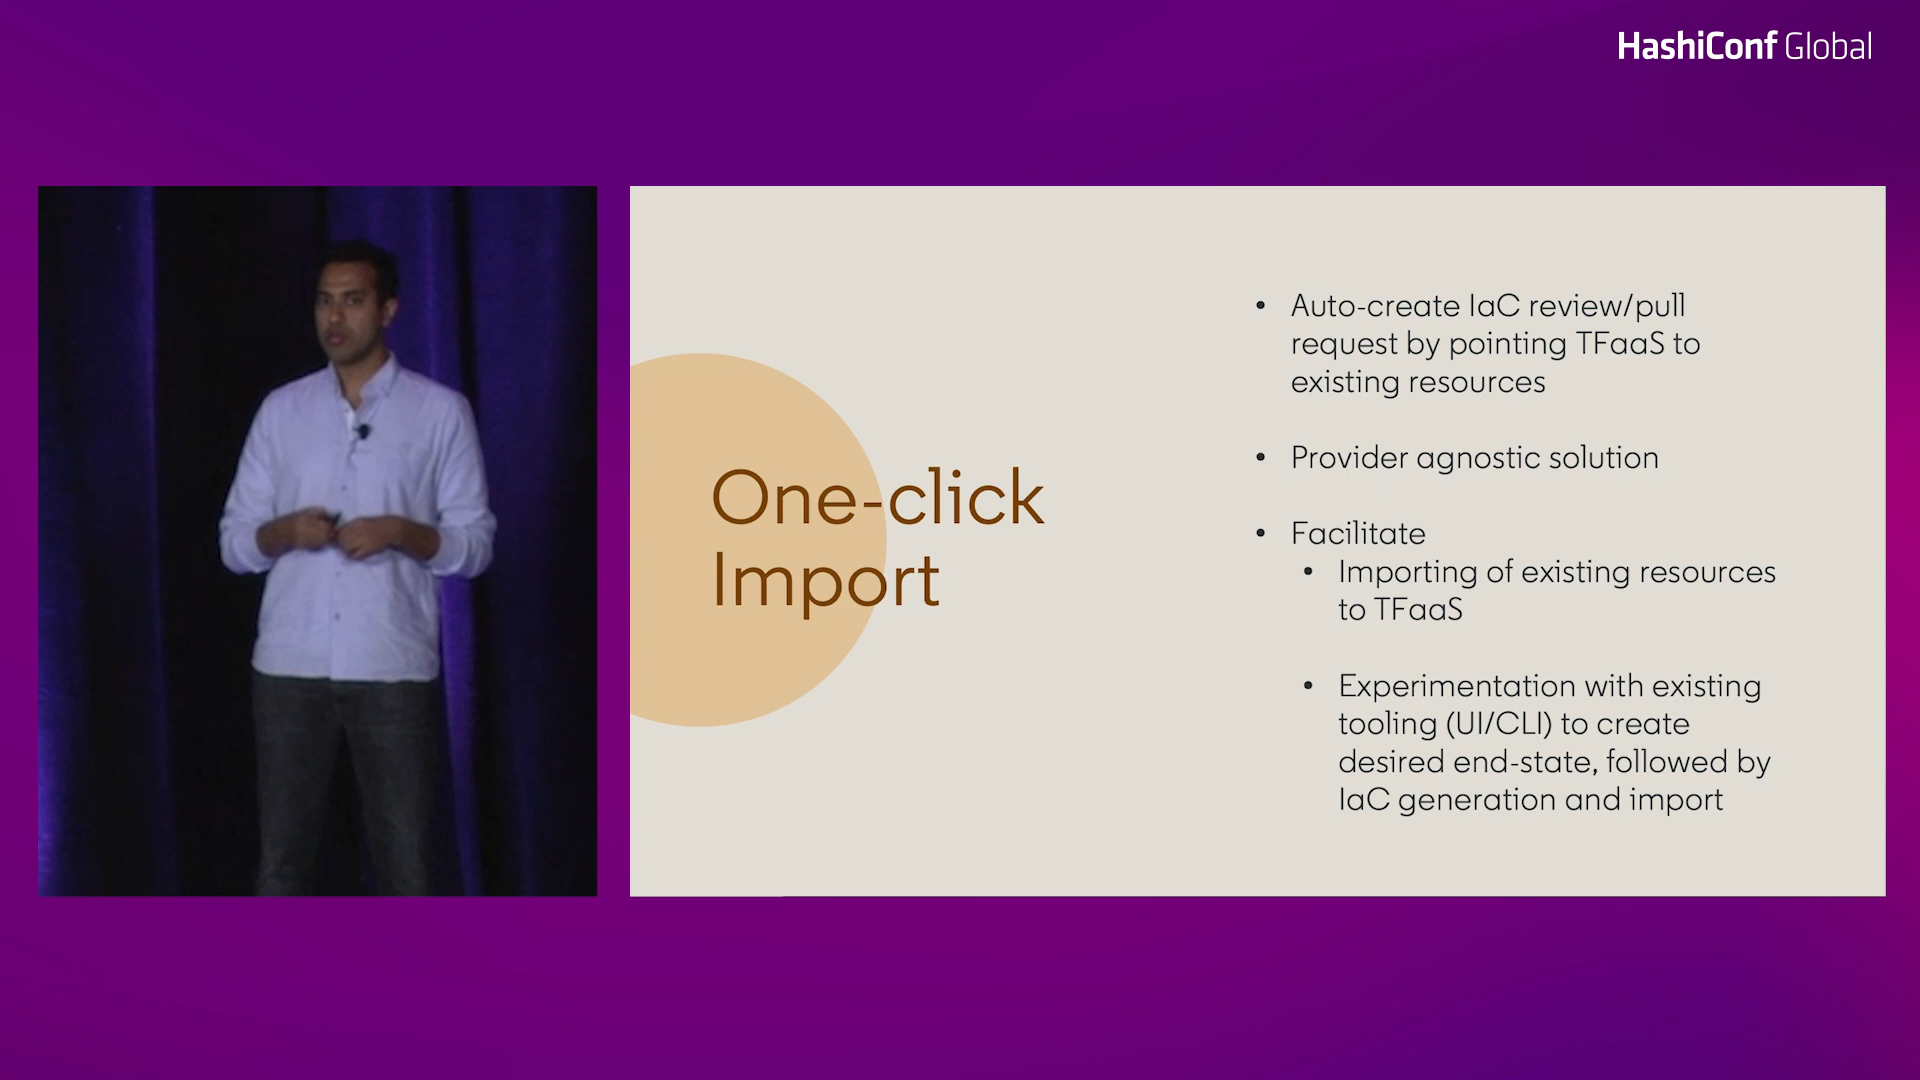 HashiConf Global
One-click
Import
• Auto-create IaC review/pull
request by pointing TFaaS to
existing resources
• Provider agnostic solution
• Facilitate
• Importing of existing resources
to TFaaS
• Experimentation with existing
tooling (UI/CLI) to create
desired end-state, followed by
IaC generation and import